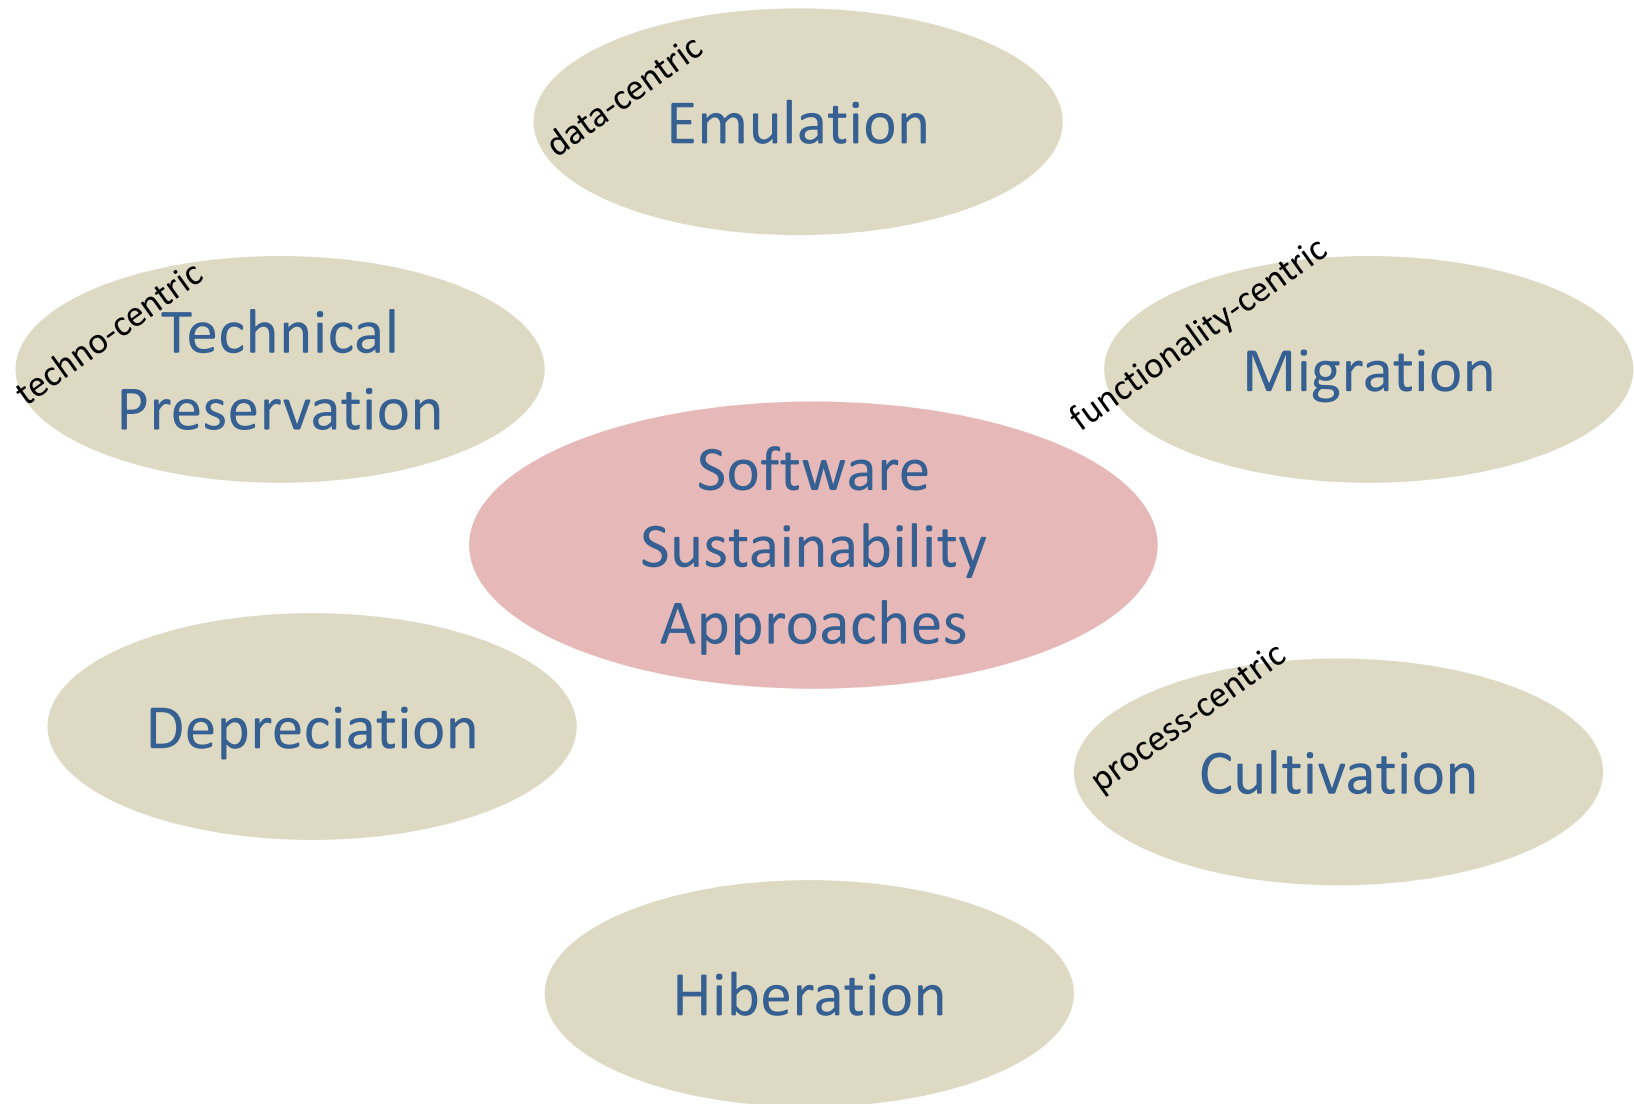 data-centric
Emulation
techno-centric
Technical
Preservation
functionality-centric
Migration
Software
Sustainability
Approaches
Depreciation
process-centric
Cultivation
Hiberation